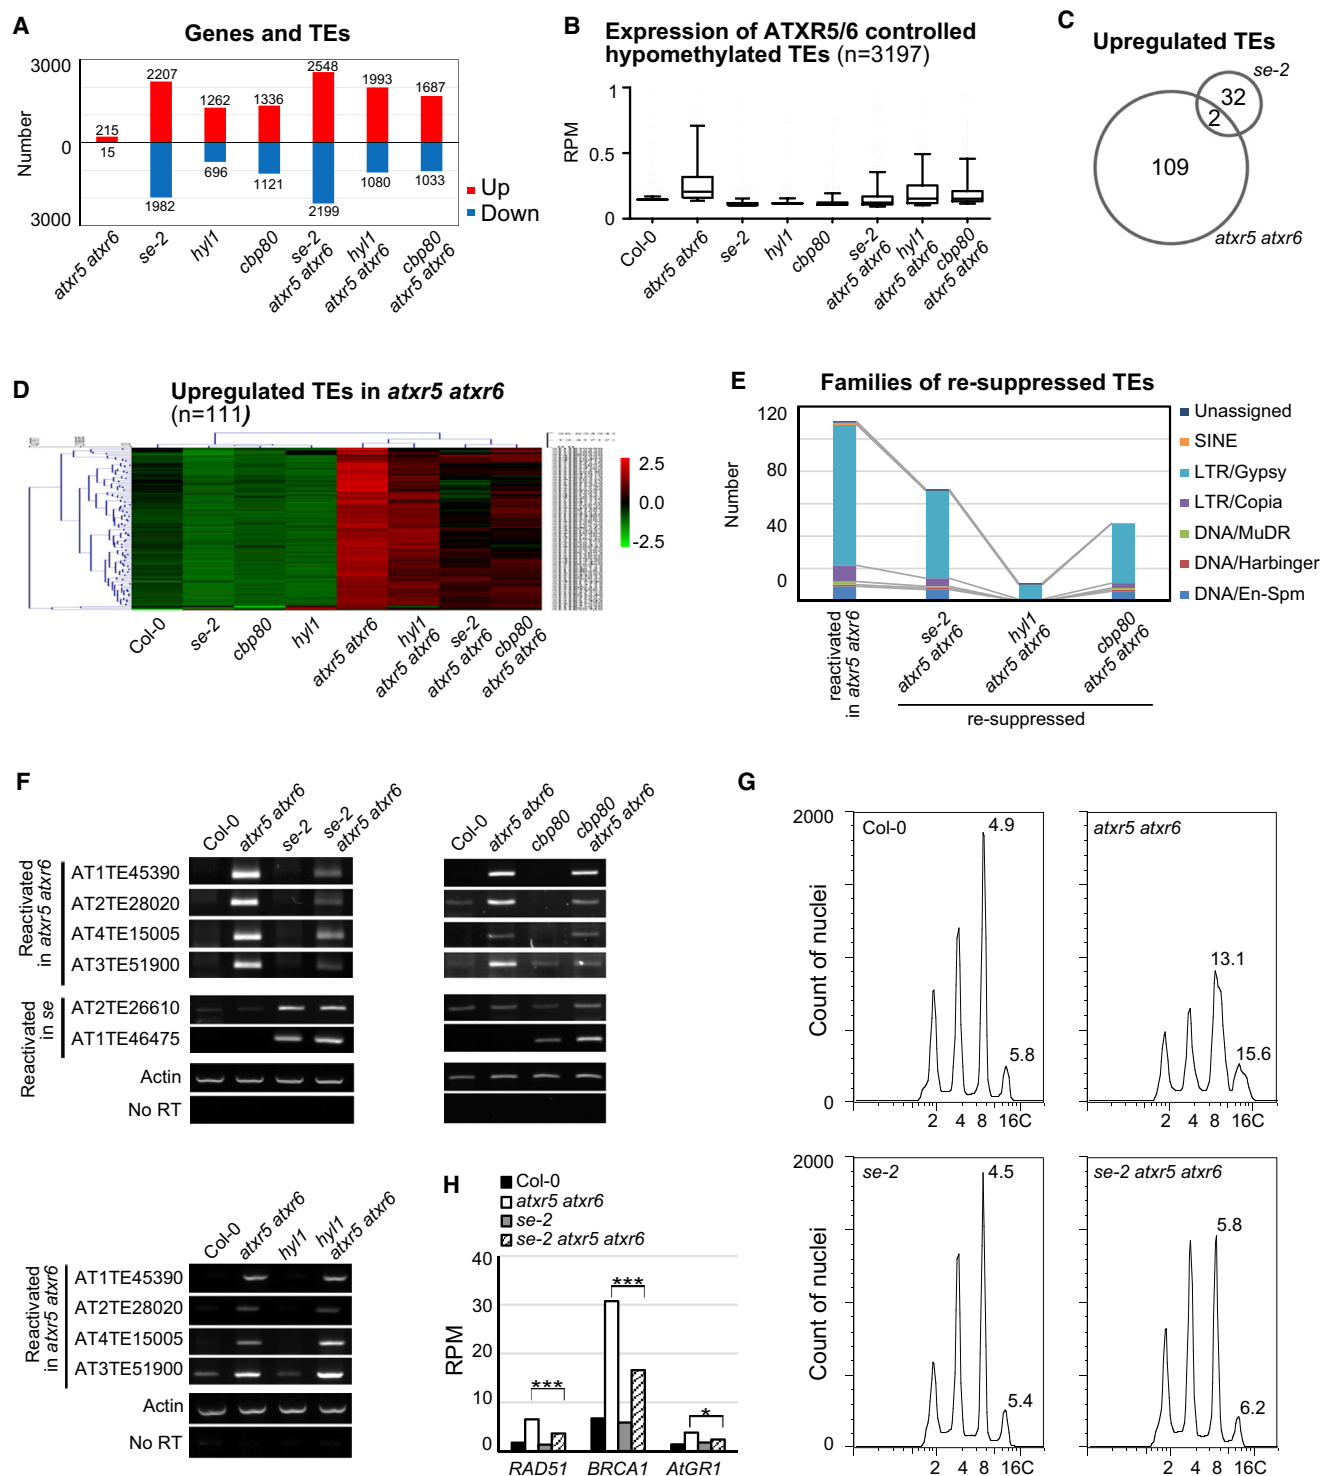 A
Genes and TEs
3000
0
3000
Number
215
15
2207
1982
1262
696
1336
1121
2548
2199
1993
1080
1687
1033
Up
Down
atxr5 atxr6
se-2
hyl1
cbp80
se-2
atxr5 atxr6
hyl1
atxr5 atxr6
cbp80
atxr5 atxr6
B
Expression of ATXR5/6 controlled
hypomethylated TEs (n=3197)
1
0.5
0
RPM
Col-0
atxr5 atxr6
se-2
hyl1
cbp80
se-2
atxr5 atxr6
hyl1
atxr5 atxr6
cbp80
atxr5 atxr6
C
Upregulated TEs
se-2
32
2
109
atxr5 atxr6
D
Upregulated TEs in atxr5 atxr6
(n=111)
2.5
0.0
-2.5
Col-0
se-2
cbp80
hyl1
atxr5 atxr6
hyl1
atxr5 atxr6
se-2
atxr5 atxr6
cbp80
atxr5 atxr6
E
Families of re-suppressed TEs
120
80
40
0
Number
Unassigned
SINE
LTR/Gypsy
LTR/Copia
DNA/MuDR
DNA/Harbinger
DNA/En-Spm
reactivated
in atxr5 atxr6
se-2
atxr5 atxr6
hyl1
atxr5 atxr6
cbp80
atxr5 atxr6
re-suppressed
F
Col-0
atxr5 atxr6
se-2
se-2
atxr5 atxr6
Col-0
atxr5 atxr6
cbp80
cbp80
atxr5 atxr6
Reactivated
in atxr5 atxr6
AT1TE45390
AT2TE28020
AT4TE15005
AT3TE51900
Reactivated
in se
AT2TE26610
AT1TE46475
Actin
No RT
Col-0
atxr5 atxr6
hyl1
hyl1
atxr5 atxr6
Reactivated
in atxr5 atxr6
AT1TE45390
AT2TE28020
AT4TE15005
AT3TE51900
Actin
No RT
G
2000
0
Count of nuclei
Col-0
4.9
5.8
2 4 8 16C
atxr5 atxr6
13.1
15.6
2 4 8 16C
2000
0
Count of nuclei
se-2
4.5
5.4
2 4 8 16C
se-2 atxr5 atxr6
5.8
6.2
2 4 8 16C
H
Col-0
atxr5 atxr6
se-2
se-2 atxr5 atxr6
40
30
20
10
0
RPM
***
***
*
RAD51
BRCA1
AtGR1